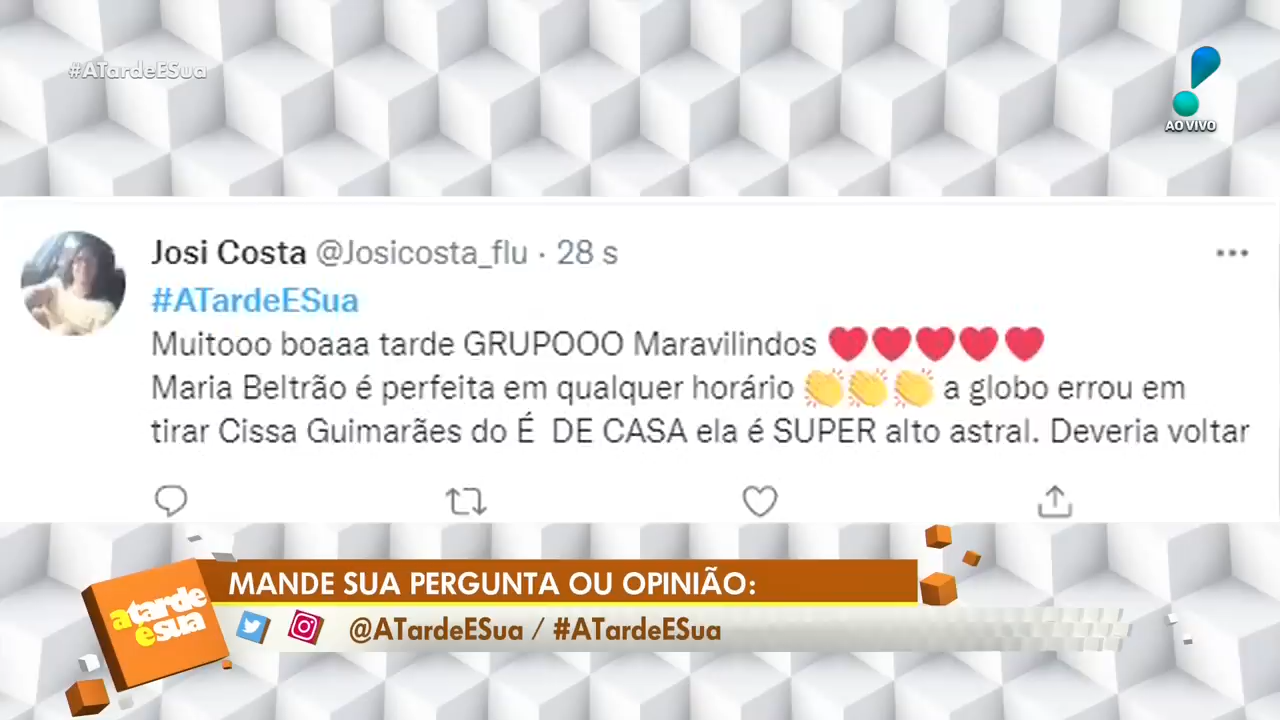 #ATardeESua
AO VIVO
Josi Costa @Josicosta_flu · 28 s
#ATardeESua
Muitooo boaaa tarde GRUPOOO Maravilindos ❤❤❤❤❤
Maria Beltrão é perfeita em qualquer horário 👏👏👏 a globo errou em
tirar Cissa Guimarães do É DE CASA ela é SUPER alto astral. Deveria voltar
MANDE SUA PERGUNTA OU OPINIÃO:
a tarde
é sua
@ATardeESua / #ATardeESua